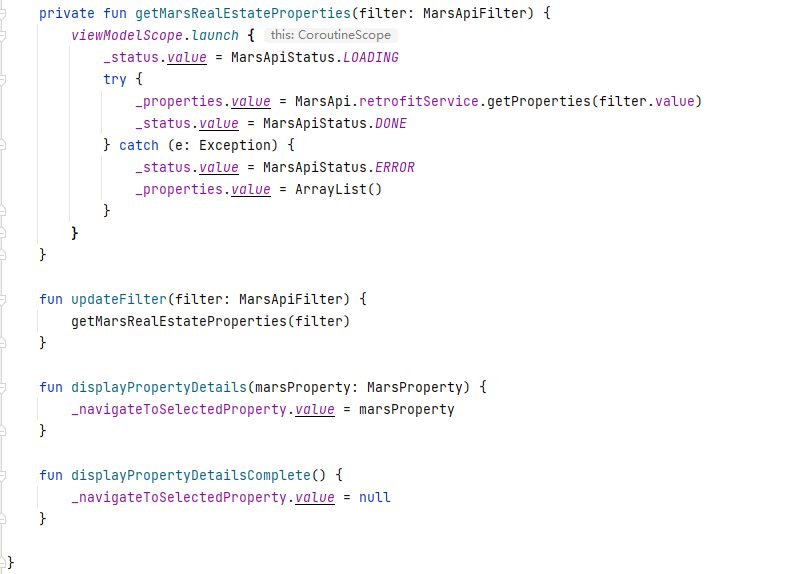 private fun getMarsRealEstateProperties(filter: MarsApiFilter) {
    viewModelScope.launch { this: CoroutineScope
        _status.value = MarsApiStatus.LOADING
        try {
            _properties.value = MarsApi.retrofitService.getProperties(filter.value)
            _status.value = MarsApiStatus.DONE
        } catch (e: Exception) {
            _status.value = MarsApiStatus.ERROR
            _properties.value = ArrayList()
        }
    }
}
fun updateFilter(filter: MarsApiFilter) {
    getMarsRealEstateProperties(filter)
}
fun displayPropertyDetails(marsProperty: MarsProperty) {
    _navigateToSelectedProperty.value = marsProperty
}
fun displayPropertyDetailsComplete() {
    _navigateToSelectedProperty.value = null
}
}